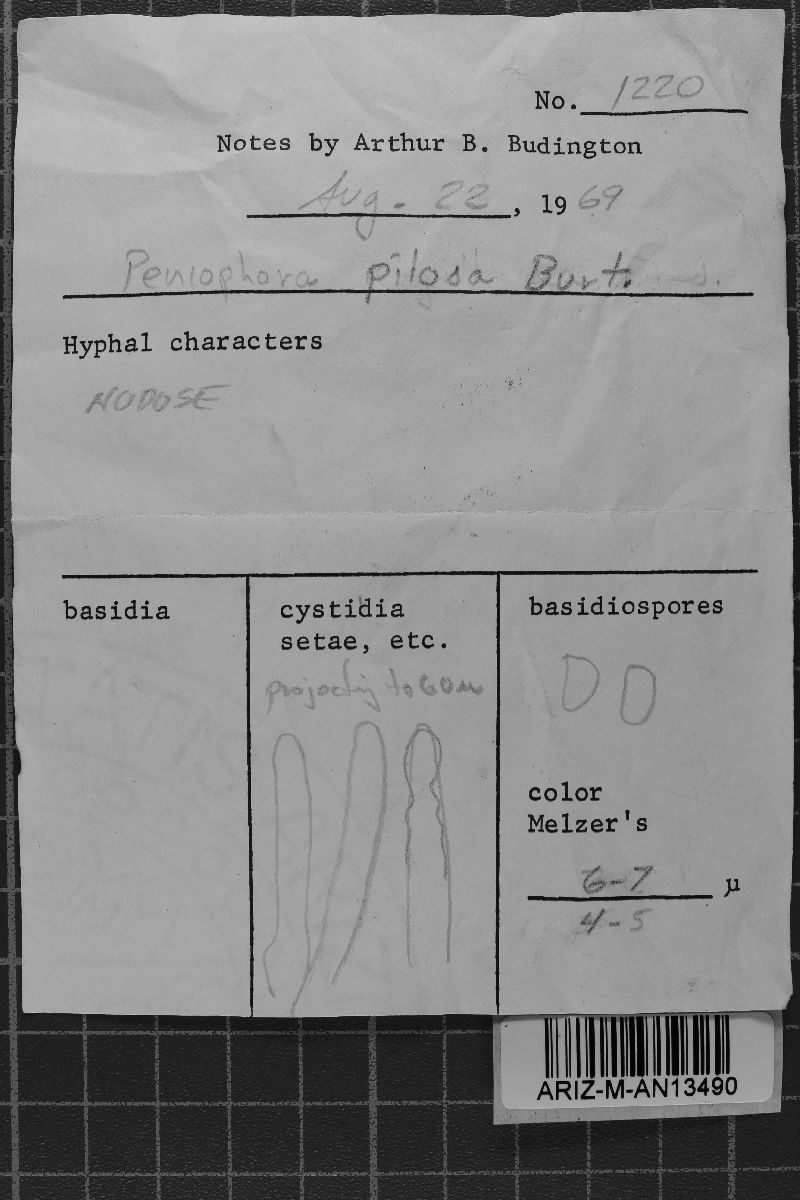 No. 1220
Notes by Arthur B. Budington
Aug. 22, 1969
Peniophora pilosa Burt.
Hyphal characters
NODOSE
basidia
cystidia
setae, etc.
projecting to 60 µ
basidiospores
color
Melzer's
6-7 µ
4-5
ARIZ-M-AN13490